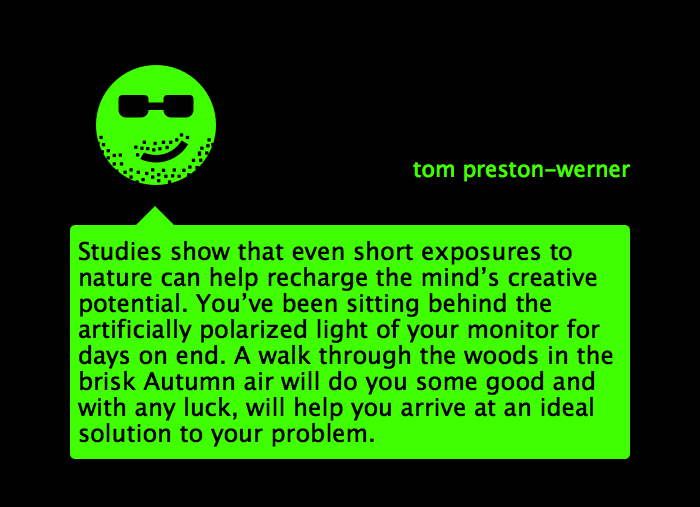 tom preston-werner
Studies show that even short exposures to
nature can help recharge the mind’s creative
potential. You’ve been sitting behind the
artificially polarized light of your monitor for
days on end. A walk through the woods in the
brisk Autumn air will do you some good and
with any luck, will help you arrive at an ideal
solution to your problem.